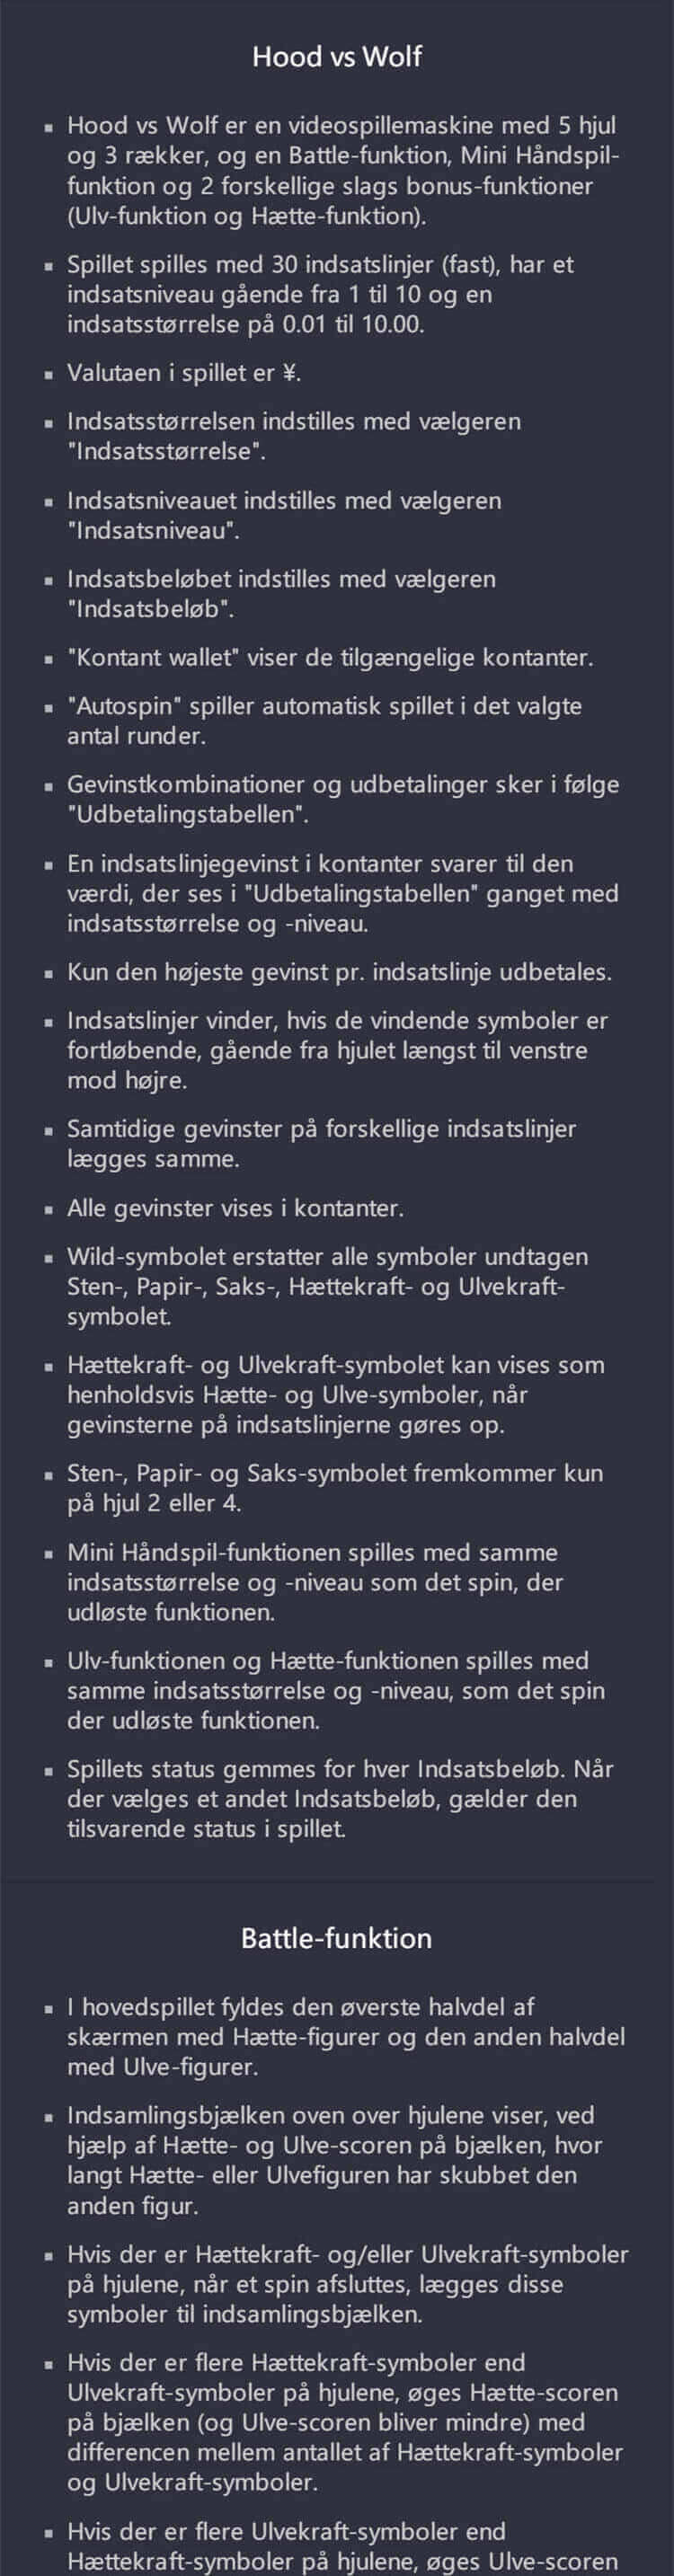 Hood vs Wolf
▪ Hood vs Wolf er en videospillemaskine med 5 hjul
og 3 rækker, og en Battle-funktion, Mini Håndspil-
funktion og 2 forskellige slags bonus-funktioner
(Ulv-funktion og Hætte-funktion).
▪ Spillet spilles med 30 indsatslinjer (fast), har et
indsatsniveau gående fra 1 til 10 og en
indsatsstørrelse på 0.01 til 10.00.
▪ Valutaen i spillet er ¥.
▪ Indsatsstørrelsen indstilles med vælgeren
"Indsatsstørrelse".
▪ Indsatsniveauet indstilles med vælgeren
"Indsatsniveau".
▪ Indsatsbeløbet indstilles med vælgeren
"Indsatsbeløb".
▪ "Kontant wallet" viser de tilgængelige kontanter.
▪ "Autospin" spiller automatisk spillet i det valgte
antal runder.
▪ Gevinstkombinationer og udbetalinger sker i følge
"Udbetalingstabellen".
▪ En indsatslinjegevinst i kontanter svarer til den
værdi, der ses i "Udbetalingstabellen" ganget med
indsatsstørrelse og -niveau.
▪ Kun den højeste gevinst pr. indsatslinje udbetales.
▪ Indsatslinjer vinder, hvis de vindende symboler er
fortløbende, gående fra hjulet længst til venstre
mod højre.
▪ Samtidige gevinster på forskellige indsatslinjer
lægges samme.
▪ Alle gevinster vises i kontanter.
▪ Wild-symbolet erstatter alle symboler undtagen
Sten-, Papir-, Saks-, Hættekraft- og Ulvekraft-
symbolet.
▪ Hættekraft- og Ulvekraft-symbolet kan vises som
henholdsvis Hætte- og Ulve-symboler, når
gevinsterne på indsatslinjerne gøres op.
▪ Sten-, Papir- og Saks-symbolet fremkommer kun
på hjul 2 eller 4.
▪ Mini Håndspil-funktionen spilles med samme
indsatsstørrelse og -niveau som det spin, der
udløste funktionen.
▪ Ulv-funktionen og Hætte-funktionen spilles med
samme indsatsstørrelse og -niveau, som det spin
der udløste funktionen.
▪ Spillets status gemmes for hver Indsatsbeløb. Når
der vælges et andet Indsatsbeløb, gælder den
tilsvarende status i spillet.
Battle-funktion
▪ I hovedspillet fyldes den øverste halvdel af
skærmen med Hætte-figurer og den anden halvdel
med Ulve-figurer.
▪ Indsamlingsbjælken oven over hjulene viser, ved
hjælp af Hætte- og Ulve-scoren på bjælken, hvor
langt Hætte- eller Ulvefiguren har skubbet den
anden figur.
▪ Hvis der er Hættekraft- og/eller Ulvekraft-symboler
på hjulene, når et spin afsluttes, lægges disse
symboler til indsamlingsbjælken.
▪ Hvis der er flere Hættekraft-symboler end
Ulvekraft-symboler på hjulene, øges Hætte-scoren
på bjælken (og Ulve-scoren bliver mindre) med
differencen mellem antallet af Hættekraft-symboler
og Ulvekraft-symboler.
▪ Hvis der er flere Ulvekraft-symboler end
Hættekraft-symboler på hjulene, øges Ulve-scoren